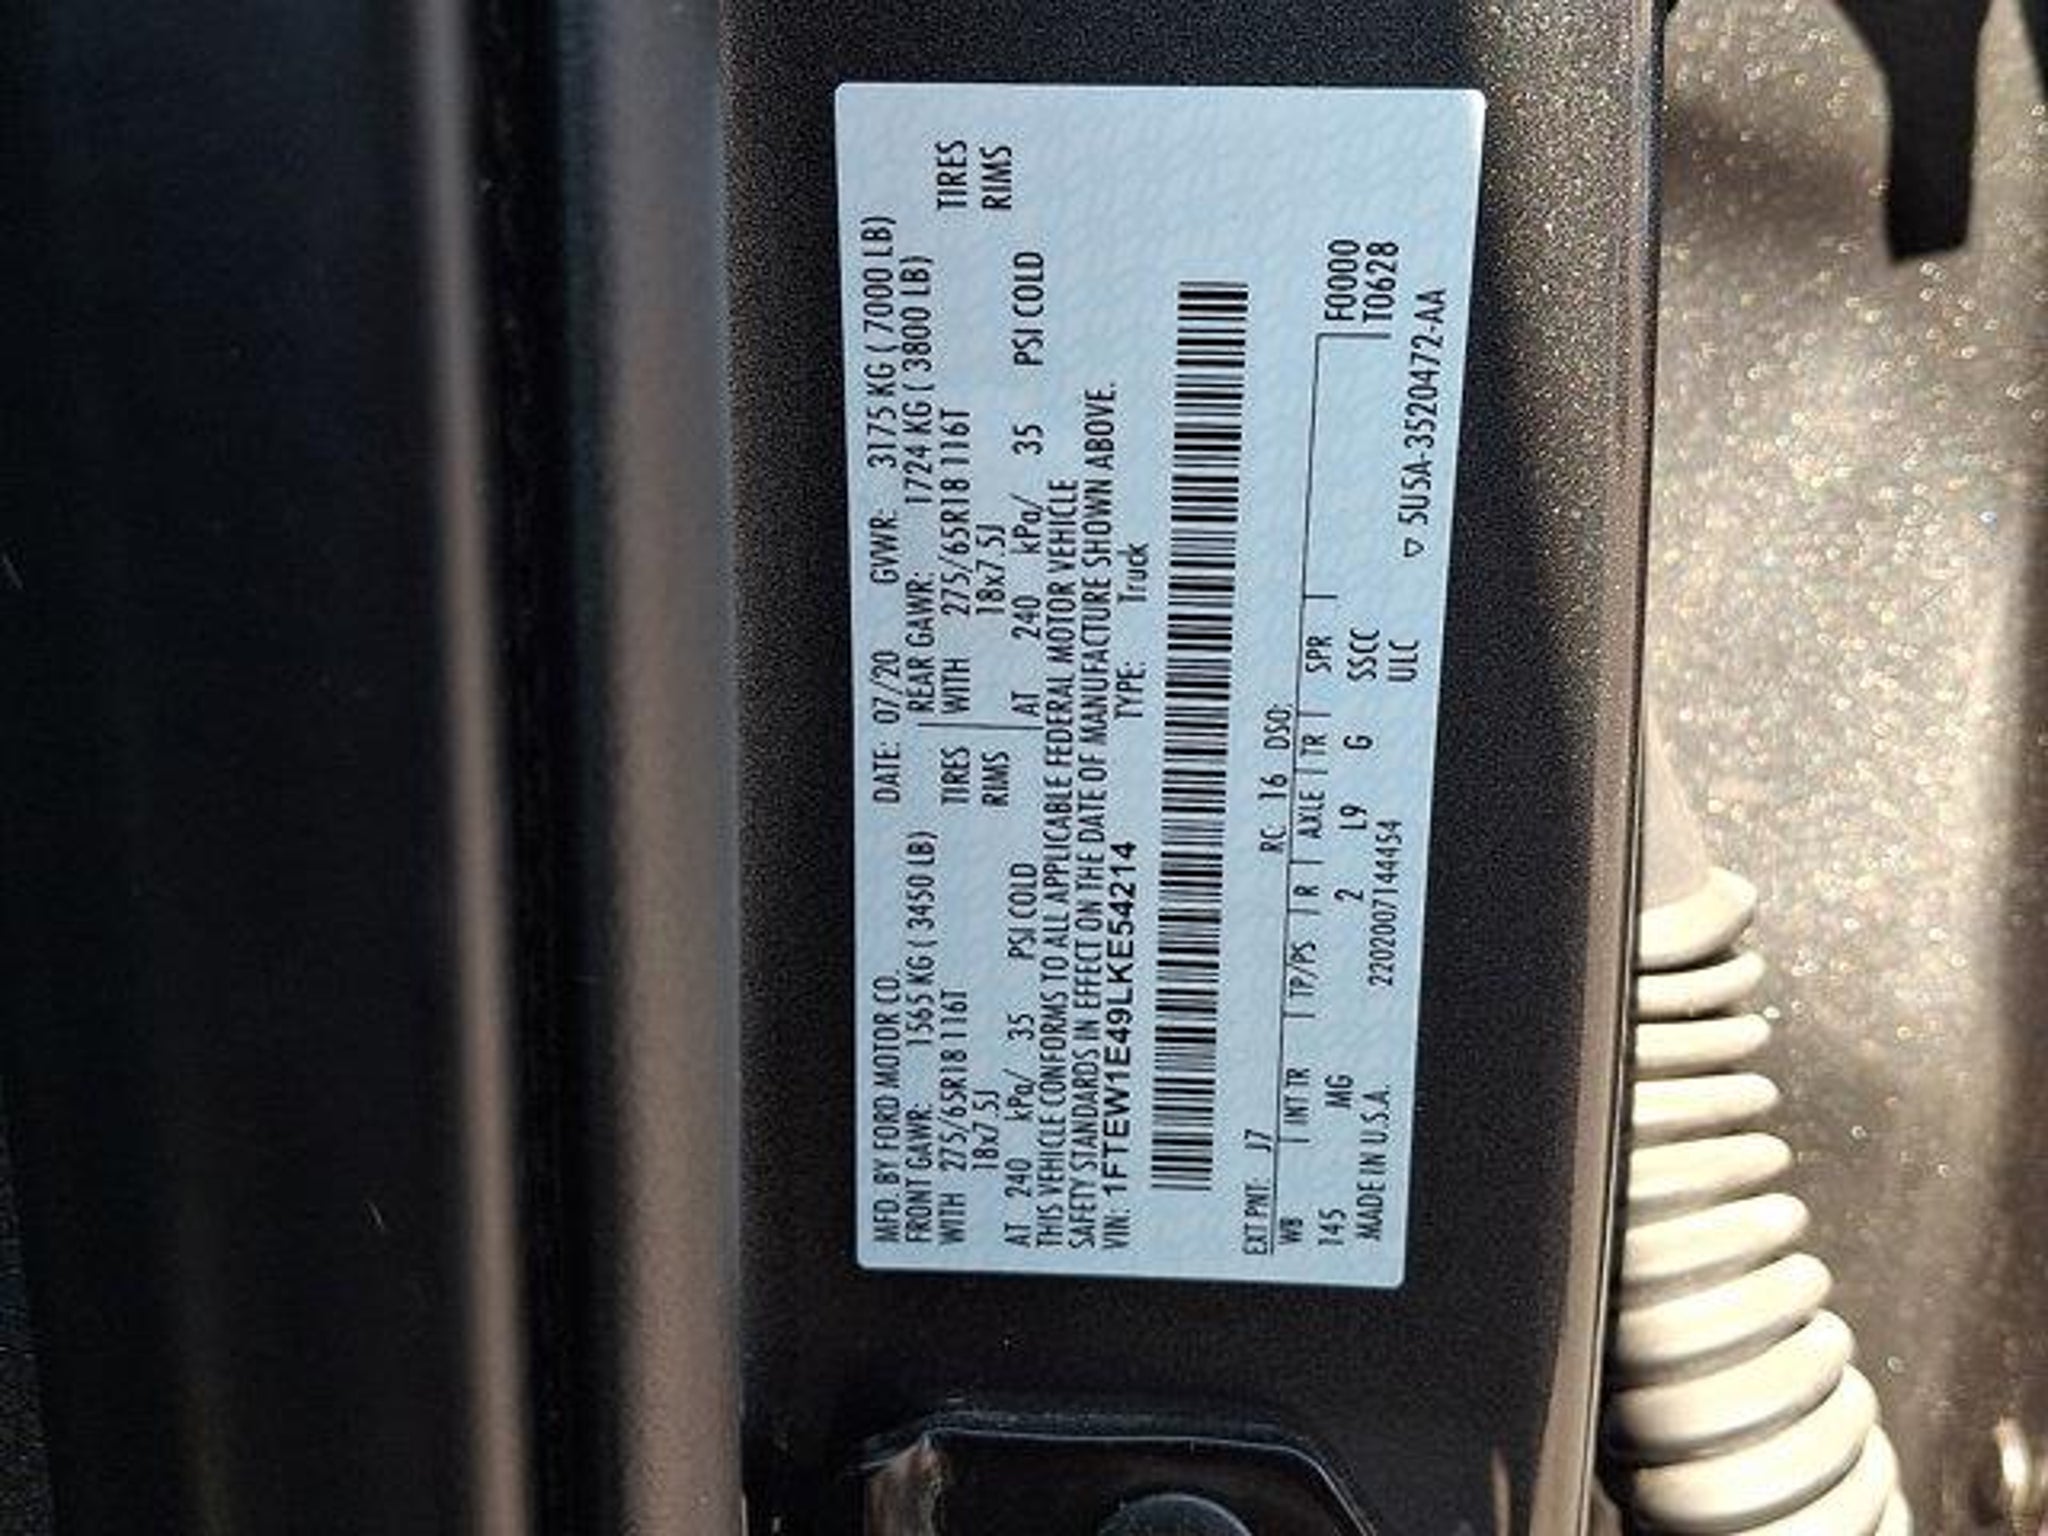 MFD BY FORD MOTOR CO. DATE: 07/20 GVWR: 3175 KG ( 7000 LB)
FRONT GAWR: 1565 KG ( 3450 LB) REAR GAWR: 1724 KG ( 3800 LB)
WITH 275/65R18 116T TIRES WITH 275/65R18 116T TIRES
18x7.5J RIMS 18x7.5J RIMS
AT 240 kPa/ 35 PSI COLD AT 240 kPa/ 35 PSI COLD
THIS VEHICLE CONFORMS TO ALL APPLICABLE FEDERAL MOTOR VEHICLE
SAFETY STANDARDS IN EFFECT ON THE DATE OF MANUFACTURE SHOWN ABOVE.
VIN: 1FTEW1E49LKE54214 TYPE: Truck
EXT PNT: J7 RC: 16 DSO:
WB INT TR TP/PS R AXLE TR SPR F0000
145 MG 2 L9 G SSCC T0628
MADE IN U.S.A. 2202007144454 ULC
▽ 5U5A-3520472-AA